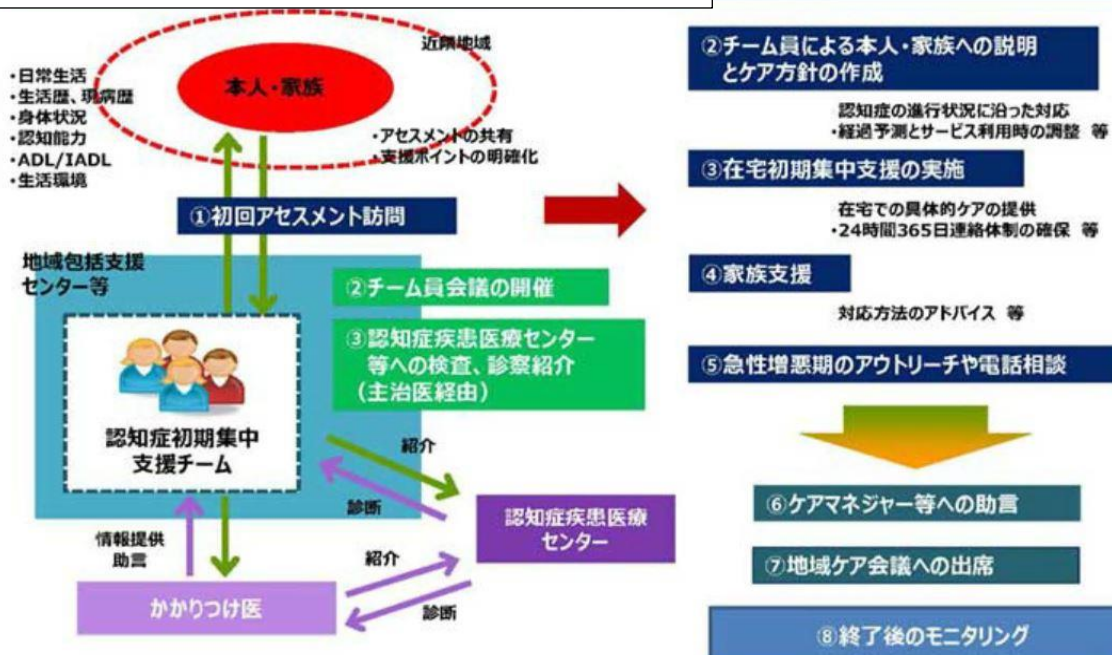 近隣地域
本人・家族
・日常生活
・生活歴、現病歴
・身体状況
・認知能力
・ADL/IADL
・生活環境
・アセスメントの共有
・支援ポイントの明確化
①初回アセスメント訪問
地域包括支援
センター等
認知症初期集中
支援チーム
②チーム員会議の開催
③認知症疾患医療センター
等への検査、診察紹介
（主治医経由）
紹介
診断
認知症疾患医療
センター
情報提供
助言
紹介
診断
かかりつけ医
②チーム員による本人・家族への説明
とケア方針の作成
認知症の進行状況に沿った対応
・経過予測とサービス利用時の調整 等
③在宅初期集中支援の実施
在宅での具体的ケアの提供
・24時間365日連絡体制の確保 等
④家族支援
対応方法のアドバイス 等
⑤急性増悪期のアウトリーチや電話相談
⑥ケアマネジャー等への助言
⑦地域ケア会議への出席
⑧終了後のモニタリング